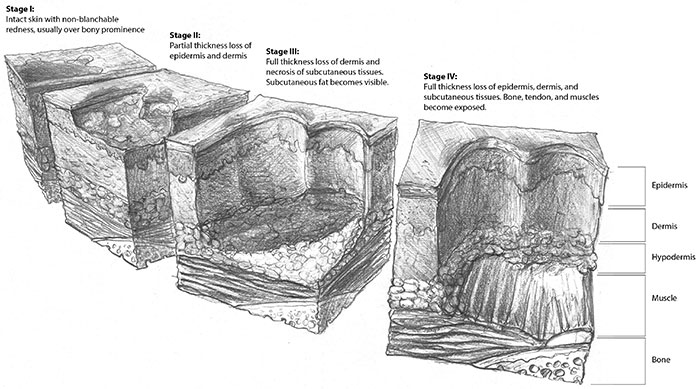 Stage I:
Intact skin with non-blanchable
redness, usually over bony prominence
Stage II:
Partial thickness loss of
epidermis and dermis
Stage III:
Full thickness loss of dermis and
necrosis of subcutaneous tissues.
Subcutaneous fat becomes visible.
Stage IV:
Full thickness loss of epidermis, dermis, and
subcutaneous tissues. Bone, tendon, and muscles
become exposed.
Epidermis
Dermis
Hypodermis
Muscle
Bone